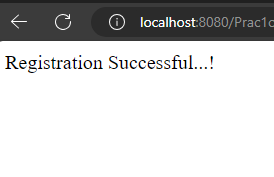 localhost:8080/Prac1c
Registration Successful...!